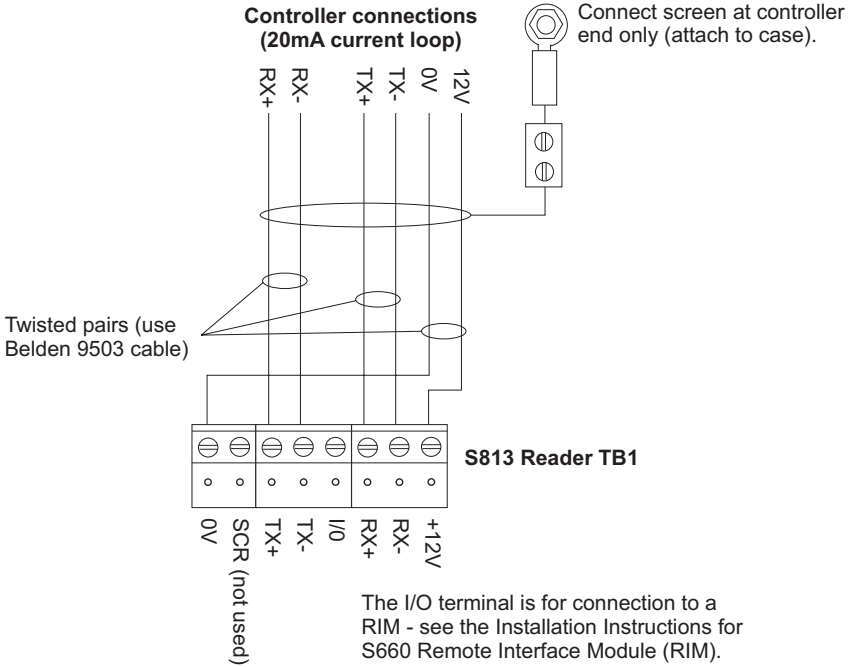 Controller connections
(20mA current loop)
Connect screen at controller
end only (attach to case).
RX+
RX-
TX+
TX-
0V
12V
Twisted pairs (use
Belden 9503 cable)
S813 Reader TB1
0V
SCR (not used)
TX+
TX-
I/0
RX+
RX-
+12V
The I/O terminal is for connection to a
RIM - see the Installation Instructions for
S660 Remote Interface Module (RIM).